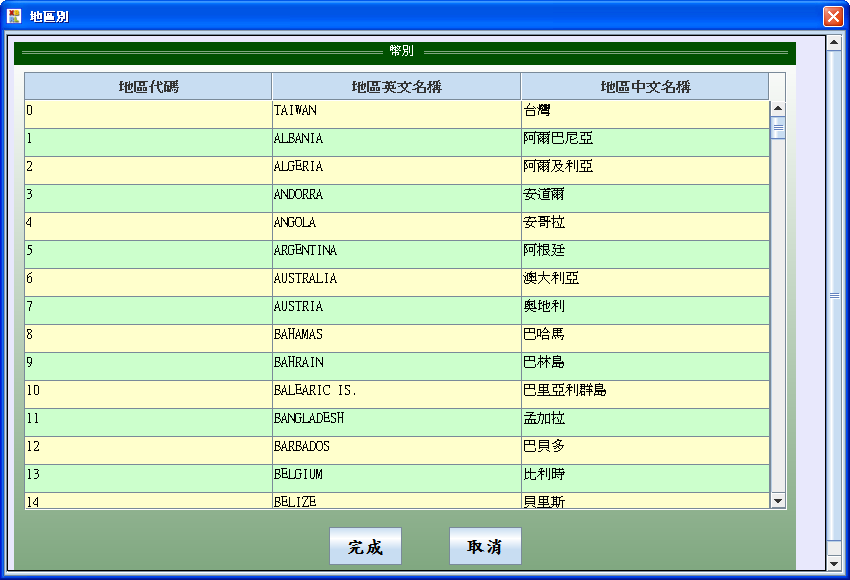 地區別
幣別
地區代碼 地區英文名稱 地區中文名稱
0 TAIWAN 台灣
1 ALBANIA 阿爾巴尼亞
2 ALGERIA 阿爾及利亞
3 ANDORRA 安道爾
4 ANGOLA 安哥拉
5 ARGENTINA 阿根廷
6 AUSTRALIA 澳大利亞
7 AUSTRIA 奧地利
8 BAHAMAS 巴哈馬
9 BAHRAIN 巴林島
10 BALEARIC IS. 巴里亞利群島
11 BANGLADESH 孟加拉
12 BARBADOS 巴貝多
13 BELGIUM 比利時
14 BELIZE 貝里斯
完成 取消